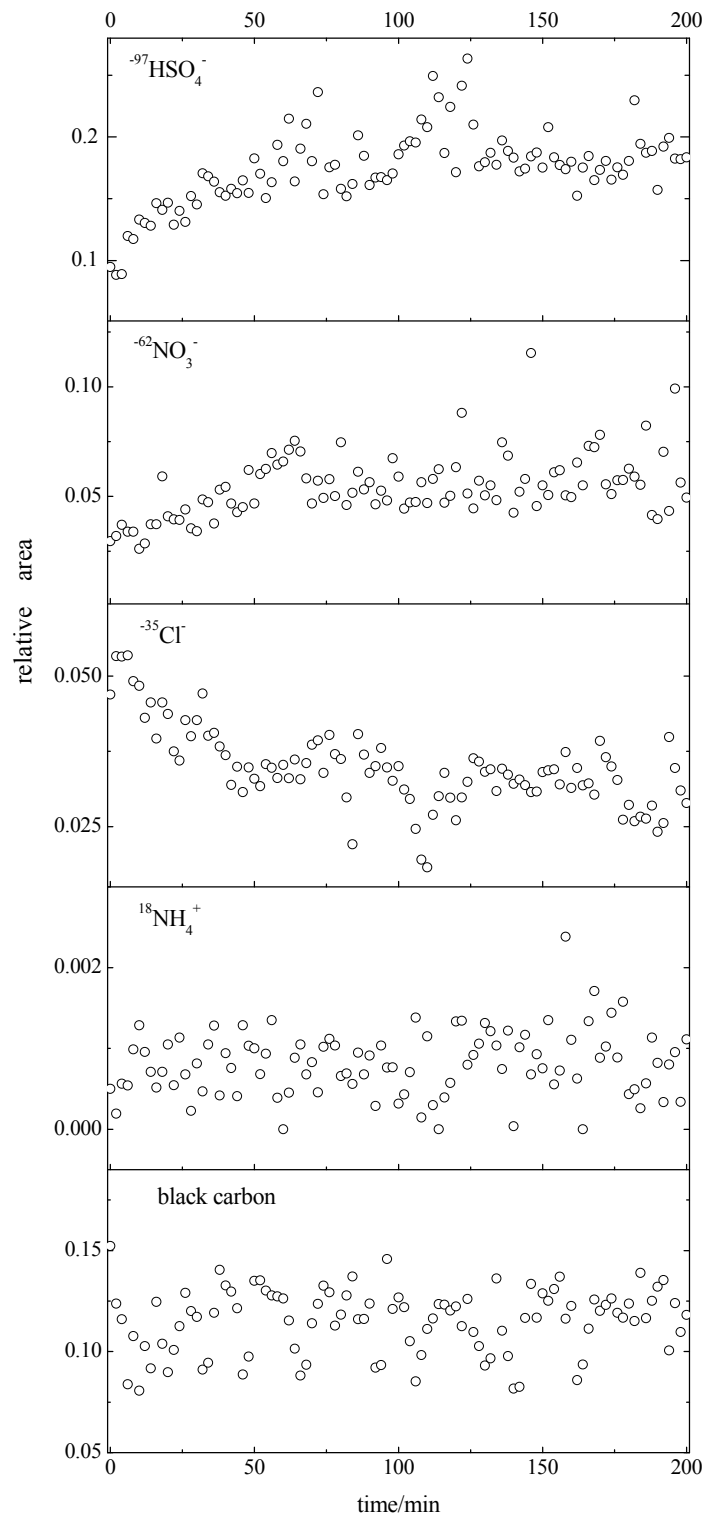 0 50 100 150 200
⁻⁹⁷HSO₄⁻
0.2
0.1
⁻⁶²NO₃⁻
0.10
0.05
relative area
⁻³⁵Cl⁻
0.050
0.025
¹⁸NH₄⁺
0.002
0.000
black carbon
0.15
0.10
0.05
0 50 100 150 200
time/min